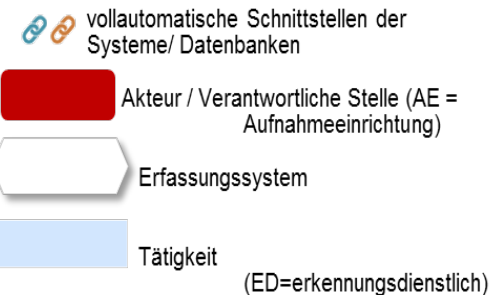 vollautomatische Schnittstellen der
Systeme/ Datenbanken
Akteur / Verantwortliche Stelle (AE =
Aufnahmeeinrichtung)
Erfassungssystem
Tätigkeit
(ED=erkennungsdienstlich)